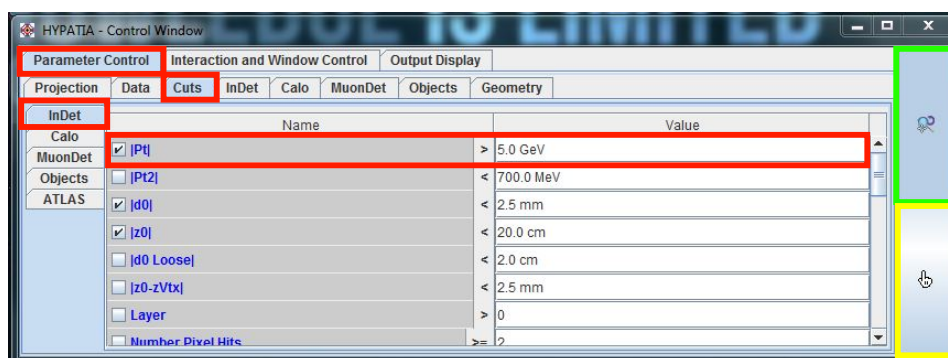 HYPATIA - Control Window
IS LIMITED
Parameter Control Interaction and Window Control Output Display
Projection Data Cuts InDet Calo MuonDet Objects Geometry
InDet
Calo
MuonDet
Objects
ATLAS
Name Value
|Pt| > 5.0 GeV
|Pt2| < 700.0 MeV
|d0| < 2.5 mm
|z0| < 20.0 cm
|d0 Loose| < 2.0 cm
|z0-zVtx| < 2.5 mm
Layer > 0
Number Pixel Hits >= 2